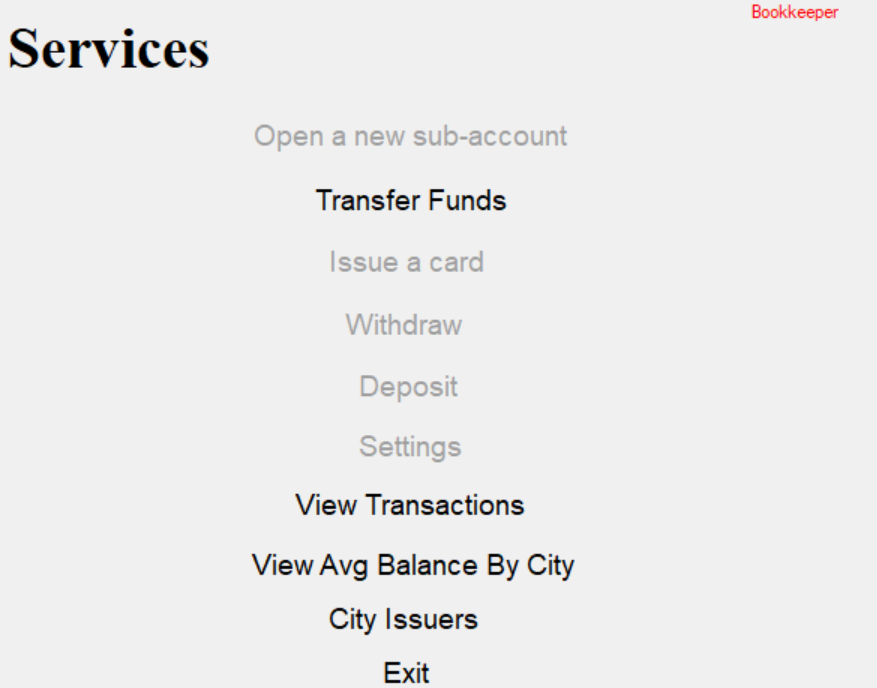 Bookkeeper
Services
Open a new sub-account
Transfer Funds
Issue a card
Withdraw
Deposit
Settings
View Transactions
View Avg Balance By City
City Issuers
Exit